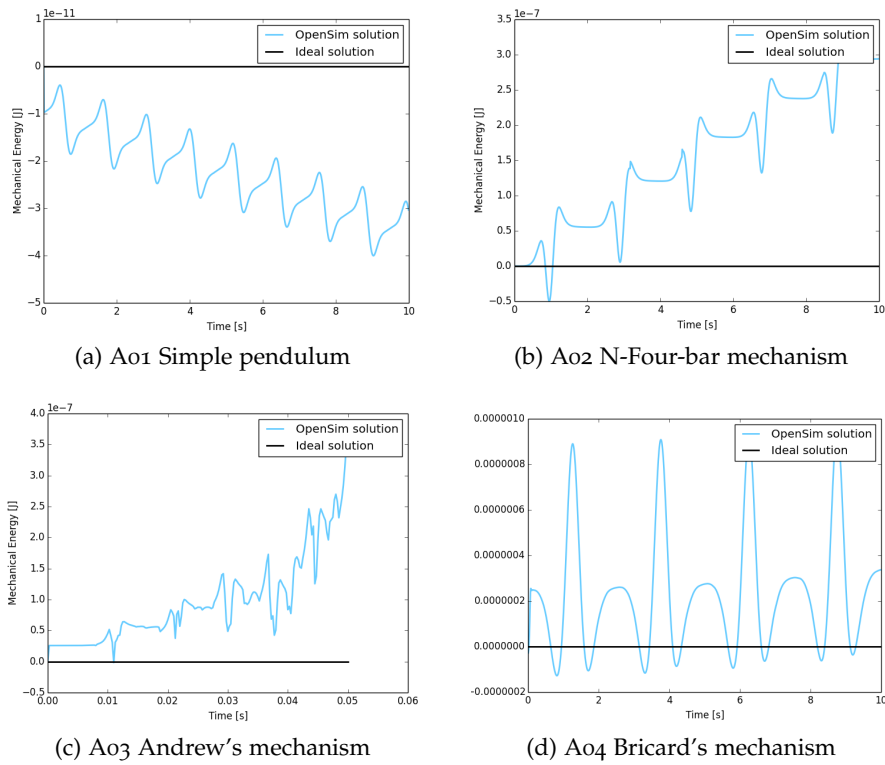 1e−11
1
0
−1
−2
−3
−4
−5
Mechanical Energy [J]
OpenSim solution
Ideal solution
0 2 4 6 8 10
Time [s]
(a) A01 Simple pendulum
1e−7
3.5
3.0
2.5
2.0
1.5
1.0
0.5
0.0
−0.5
Mechanical Energy [J]
OpenSim solution
Ideal solution
0 2 4 6 8 10
Time [s]
(b) A02 N-Four-bar mechanism
1e−7
4.0
3.5
3.0
2.5
2.0
1.5
1.0
0.5
0.0
−0.5
Mechanical Energy [J]
OpenSim solution
Ideal solution
0.00 0.01 0.02 0.03 0.04 0.05 0.06
Time [s]
(c) A03 Andrew's mechanism
0.0000010
0.0000008
0.0000006
0.0000004
0.0000002
0.0000000
−0.0000002
Mechanical Energy [J]
OpenSim solution
Ideal solution
0 2 4 6 8 10
Time [s]
(d) A04 Bricard's mechanism